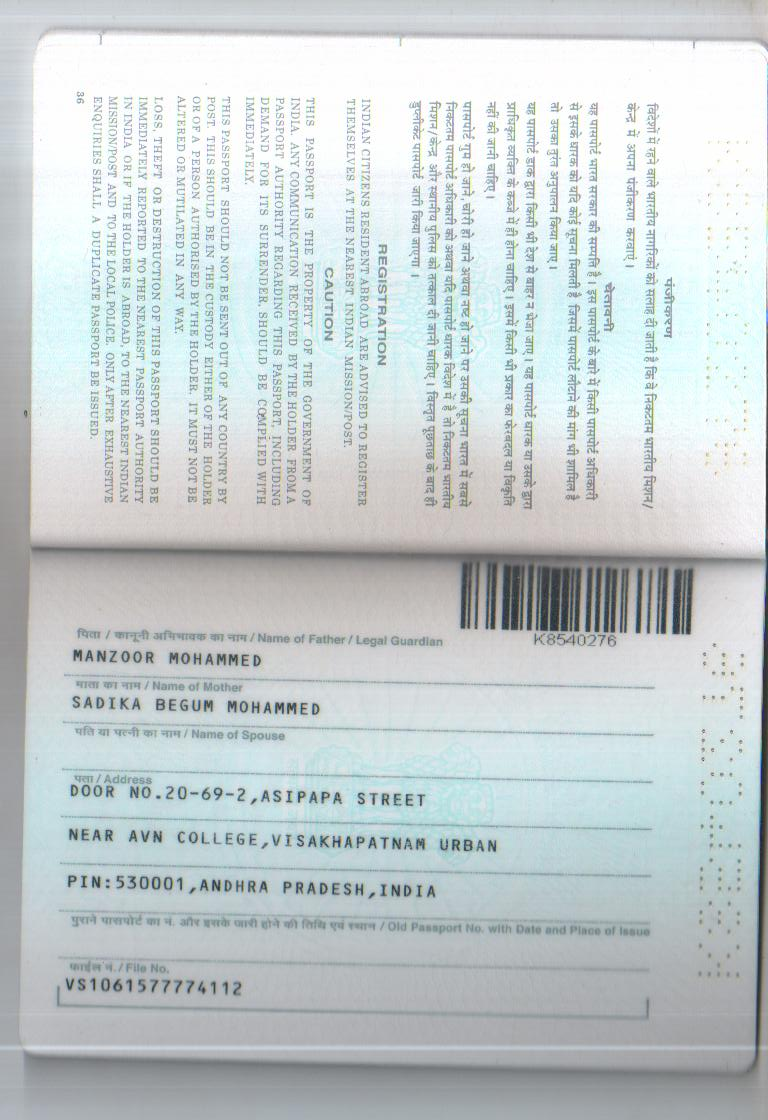 पंजीकरण
विदेशों में रहने वाले भारतीय नागरिकों को सलाह दी जाती है कि वे निकटतम भारतीय मिशन/
केन्द्र में अपना पंजीकरण करवाएं।
चेतावनी
यह पासपोर्ट भारत सरकार की सम्पत्ति है। इस पासपोर्ट के बारे में किसी पासपोर्ट अधिकारी
से इसके धारक को यदि कोई सूचना मिलती है जिसमें पासपोर्ट लौटाने की मांग भी शामिल है
तो उसका तुरंत अनुपालन किया जाए।
यह पासपोर्ट डाक द्वारा किसी भी देश से बाहर न भेजा जाए। यह पासपोर्ट धारक या उसके द्वारा
प्राधिकृत व्यक्ति के कब्जे में ही होना चाहिए। इसमें किसी भी प्रकार का फेरबदल या विकृति
नहीं की जानी चाहिए।
पासपोर्ट गुम हो जाने, चोरी हो जाने अथवा नष्ट हो जाने पर उसकी सूचना भारत में सबसे
निकटतम पासपोर्ट अधिकारी को अथवा यदि पासपोर्ट धारक विदेश में है तो निकटतम भारतीय
मिशन/केन्द्र और स्थानीय पुलिस को तत्काल दी जानी चाहिए। विस्तृत पूछताछ के बाद ही
डुप्लीकेट पासपोर्ट जारी किया जाएगा।
REGISTRATION
INDIAN CITIZENS RESIDENT ABROAD ARE ADVISED TO REGISTER
THEMSELVES AT THE NEAREST INDIAN MISSION/POST.
CAUTION
THIS PASSPORT IS THE PROPERTY OF THE GOVERNMENT OF
INDIA. ANY COMMUNICATION RECEIVED BY THE HOLDER FROM A
PASSPORT AUTHORITY REGARDING THIS PASSPORT, INCLUDING
DEMAND FOR ITS SURRENDER, SHOULD BE COMPLIED WITH
IMMEDIATELY.
THIS PASSPORT SHOULD NOT BE SENT OUT OF ANY COUNTRY BY
POST. THIS SHOULD BE IN THE CUSTODY EITHER OF THE HOLDER
OR OF A PERSON AUTHORISED BY THE HOLDER. IT MUST NOT BE
ALTERED OR MUTILATED IN ANY WAY.
LOSS, THEFT OR DESTRUCTION OF THIS PASSPORT SHOULD BE
IMMEDIATELY REPORTED TO THE NEAREST PASSPORT AUTHORITY
IN INDIA OR IF THE HOLDER IS ABROAD, TO THE NEAREST INDIAN
MISSION/POST AND TO THE LOCAL POLICE. ONLY AFTER EXHAUSTIVE
ENQUIRIES SHALL A DUPLICATE PASSPORT BE ISSUED.
36
K8540276
पिता / कानूनी अभिभावक का नाम / Name of Father / Legal Guardian
MANZOOR MOHAMMED
माता का नाम / Name of Mother
SADIKA BEGUM MOHAMMED
पति या पत्नी का नाम / Name of Spouse
पता / Address
DOOR NO.20-69-2,ASIPAPA STREET
NEAR AVN COLLEGE,VISAKHAPATNAM URBAN
PIN:530001,ANDHRA PRADESH,INDIA
पुराने पासपोर्ट का नं. और इसके जारी होने की तिथि एवं स्थान / Old Passport No. with Date and Place of Issue
फाईल नं. / File No.
VS1061577774112